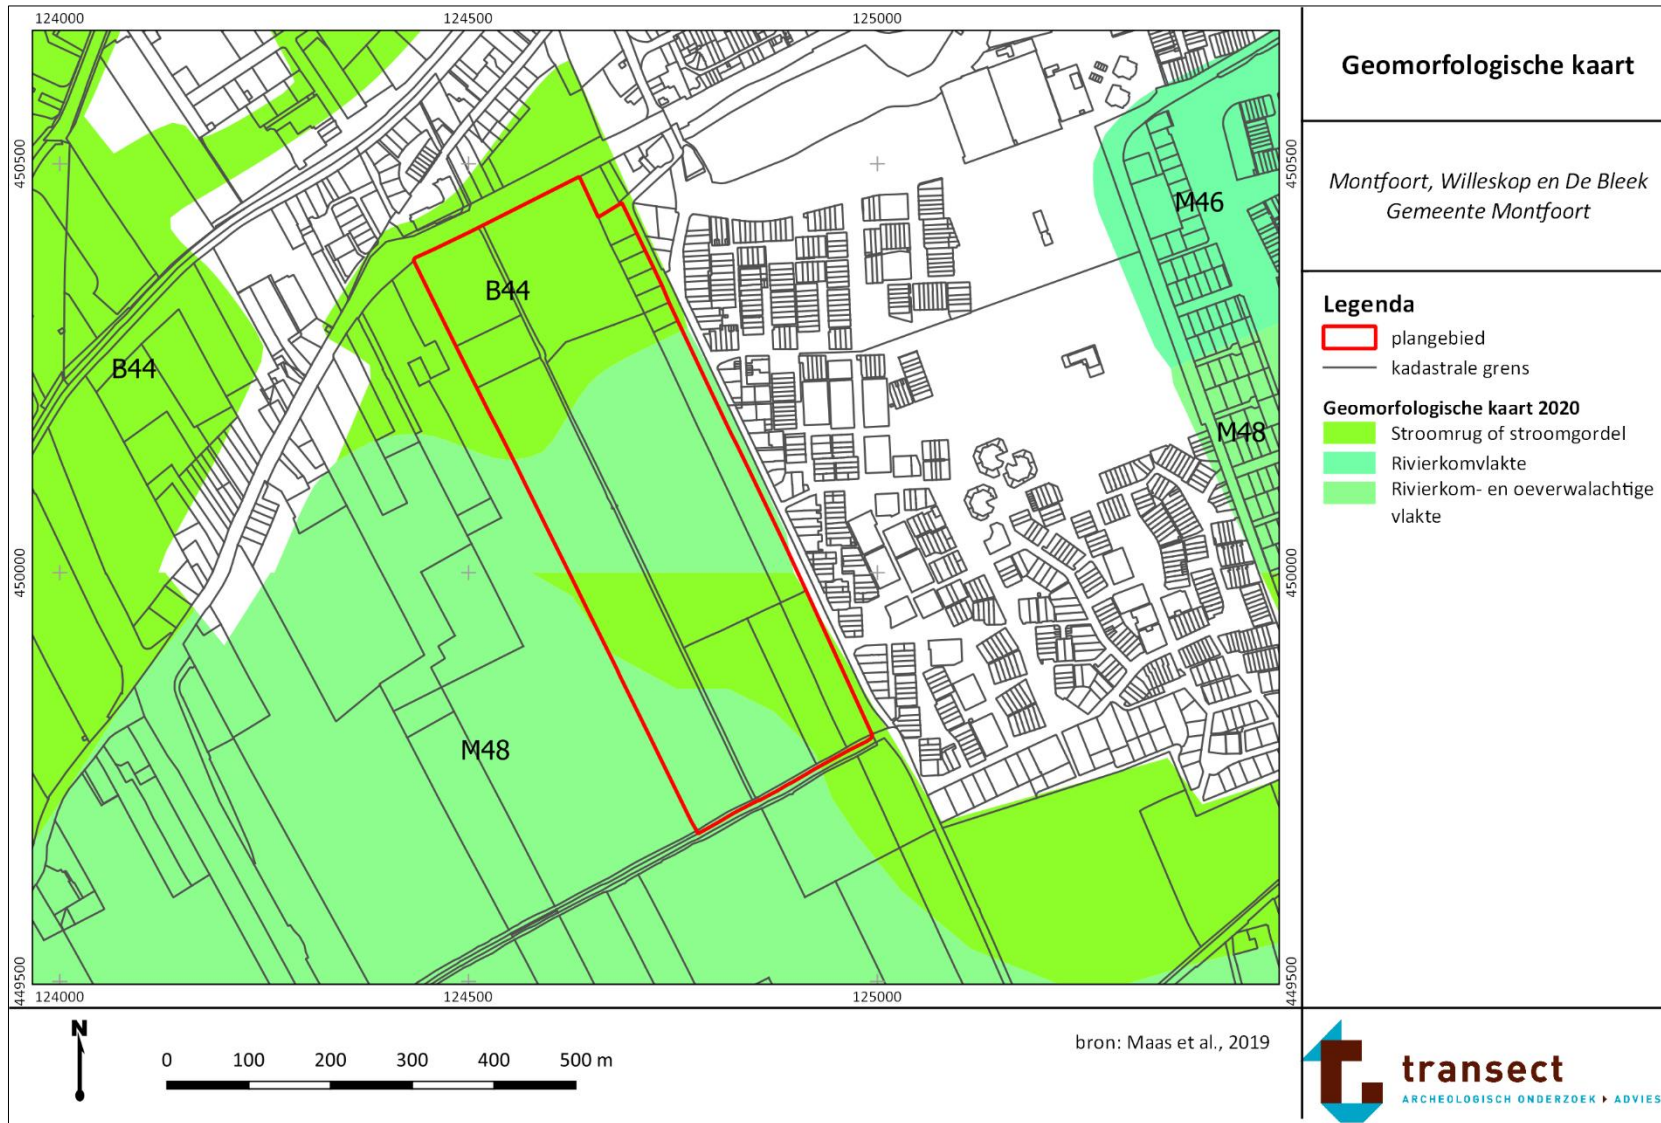 124000
124500
125000
Geomorfologische kaart
Montfoort, Willeskop en De Bleek
Gemeente Montfoort
450500
450500
M46
B44
B44
M48
M48
450000
450000
449500
449500
124000
124500
125000
Legenda
plangebied
kadastrale grens
Geomorfologische kaart 2020
Stroomrug of stroomgordel
Rivierkomvlakte
Rivierkom- en oeverwalachtige
vlakte
N
0 100 200 300 400 500 m
bron: Maas et al., 2019
transect
ARCHEOLOGISCH ONDERZOEK ▸ ADVIES